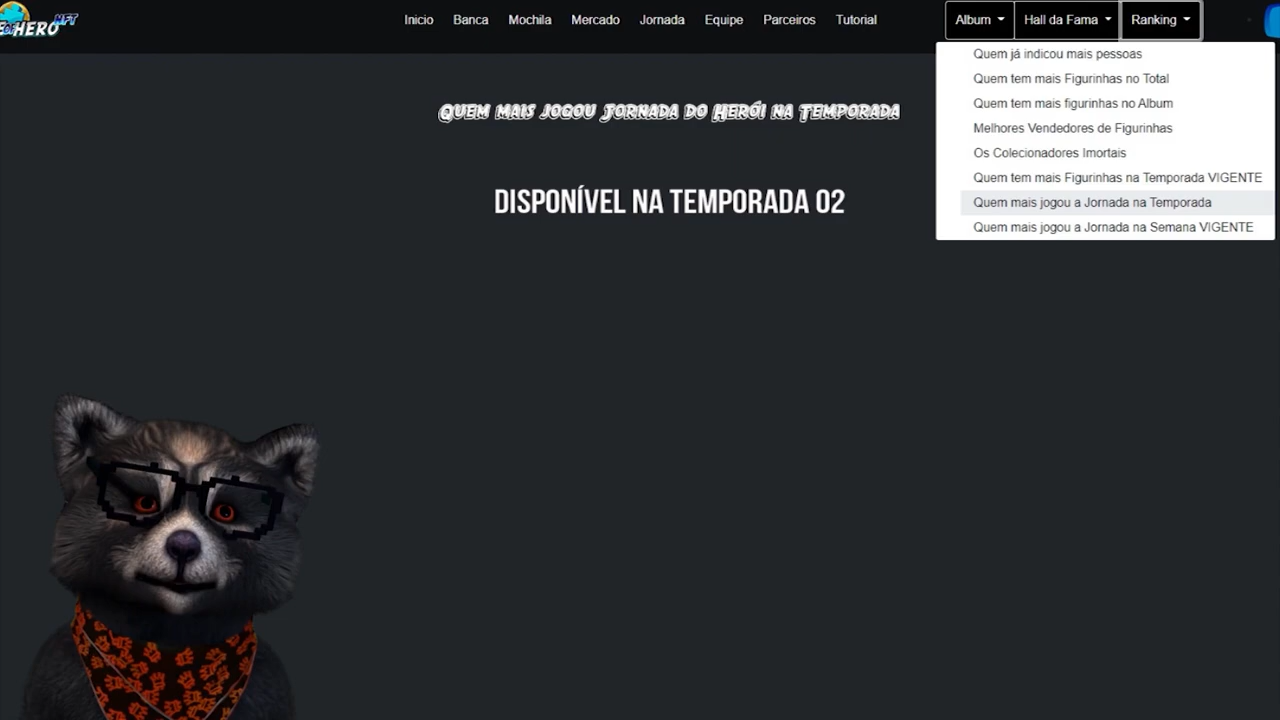 OF HERO NFT
Inicio Banca Mochila Mercado Jornada Equipe Parceiros Tutorial Album Hall da Fama Ranking
Quem já indicou mais pessoas
Quem tem mais Figurinhas no Total
Quem tem mais figurinhas no Album
Melhores Vendedores de Figurinhas
Os Colecionadores Imortais
Quem tem mais Figurinhas na Temporada VIGENTE
Quem mais jogou a Jornada na Temporada
Quem mais jogou a Jornada na Semana VIGENTE
Quem mais jogou Jornada do Herói na Temporada
DISPONÍVEL NA TEMPORADA 02